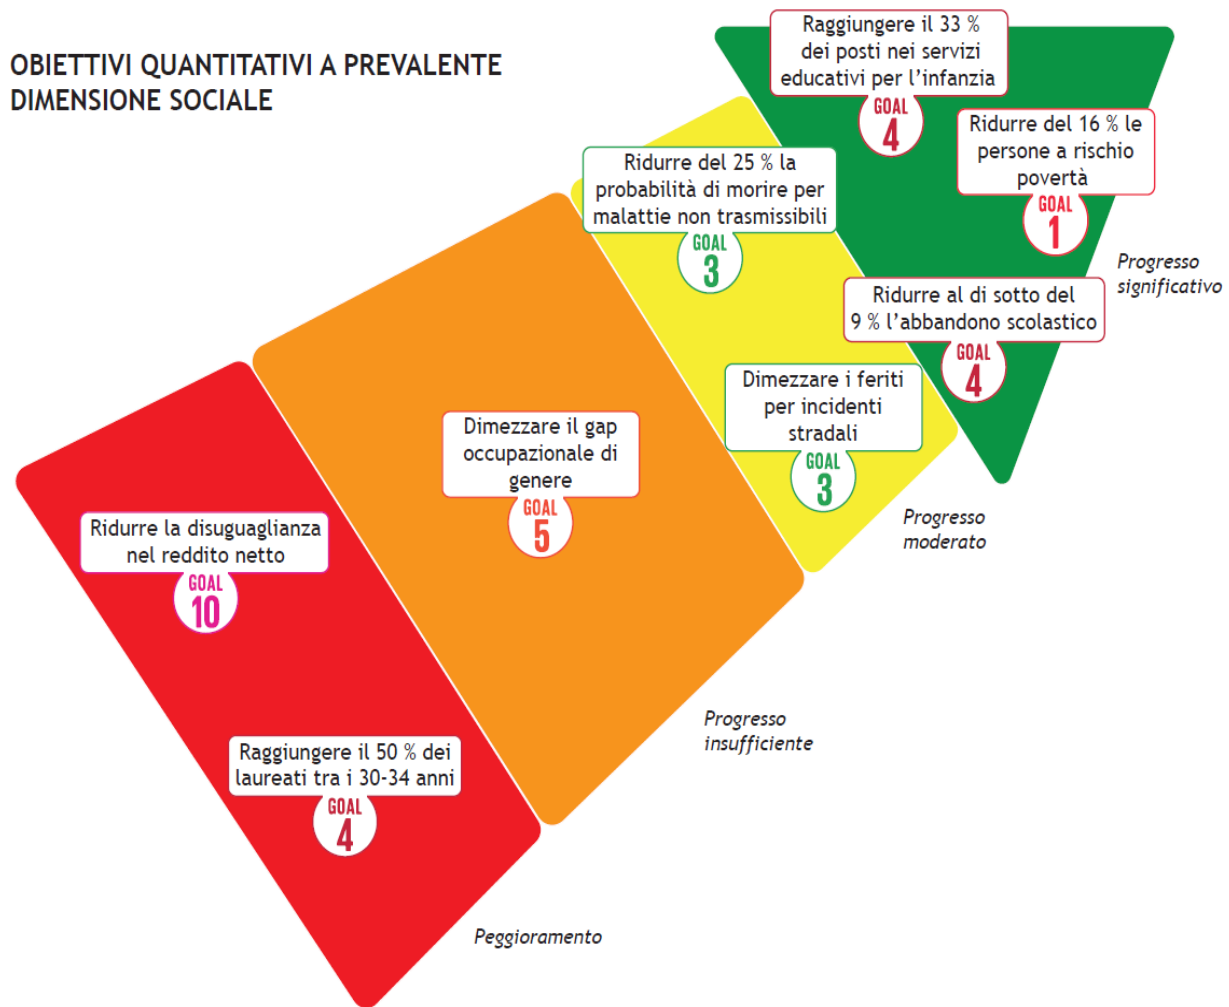 OBIETTIVI QUANTITATIVI A PREVALENTE
DIMENSIONE SOCIALE
Raggiungere il 33 %
dei posti nei servizi
educativi per l'infanzia
GOAL
4
Ridurre del 16 % le
persone a rischio
povertà
GOAL
1
Progresso
significativo
Ridurre del 25 % la
probabilità di morire per
malattie non trasmissibili
GOAL
3
Ridurre al di sotto del
9 % l'abbandono scolastico
GOAL
4
Dimezzare i feriti
per incidenti
stradali
GOAL
3
Progresso
moderato
Dimezzare il gap
occupazionale di
genere
GOAL
5
Progresso
insufficiente
Ridurre la disuguaglianza
nel reddito netto
GOAL
10
Raggiungere il 50 % dei
laureati tra i 30-34 anni
GOAL
4
Peggioramento